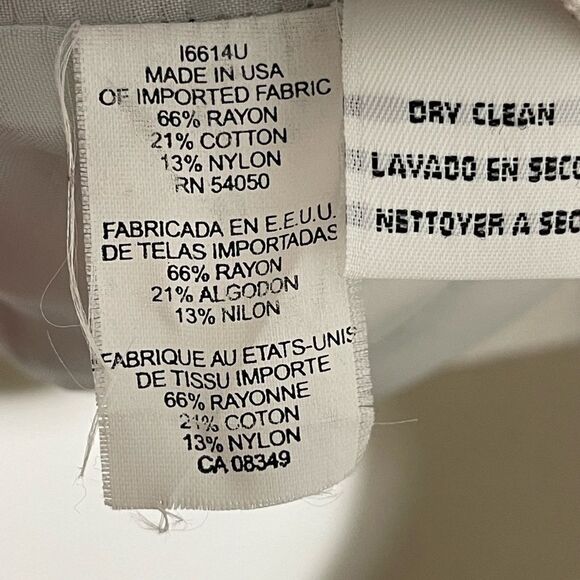 I6614U
MADE IN USA
OF IMPORTED FABRIC
66% RAYON
21% COTTON
13% NYLON
RN 54050
FABRICADA EN E.E.U.U.
DE TELAS IMPORTADAS
66% RAYON
21% ALGODON
13% NILON
FABRIQUE AU ETATS-UNIS
DE TISSU IMPORTE
66% RAYONNE
21% COTON
13% NYLON
CA 08349
DRY CLEAN
LAVADO EN SECO
NETTOYER A SEC